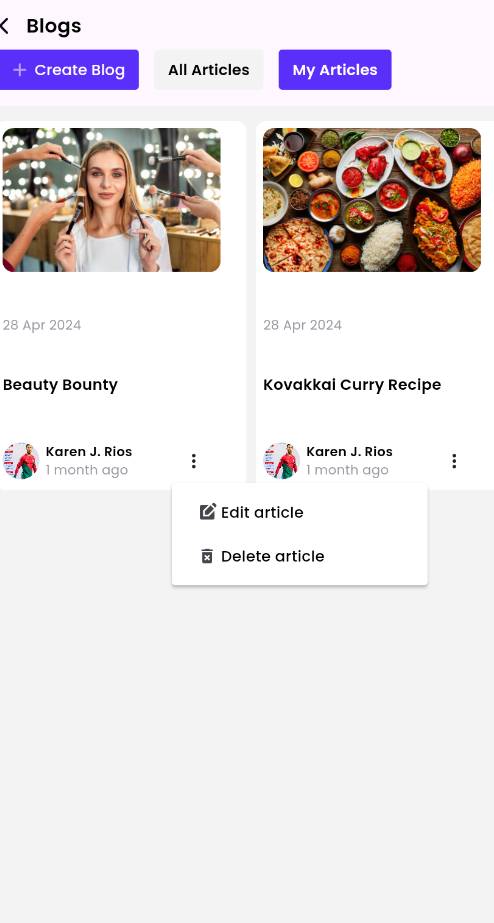 Blogs
+ Create Blog
All Articles
My Articles
28 Apr 2024
Beauty Bounty
Karen J. Rios
1 month ago
28 Apr 2024
Kovakkai Curry Recipe
Karen J. Rios
1 month ago
Edit article
Delete article